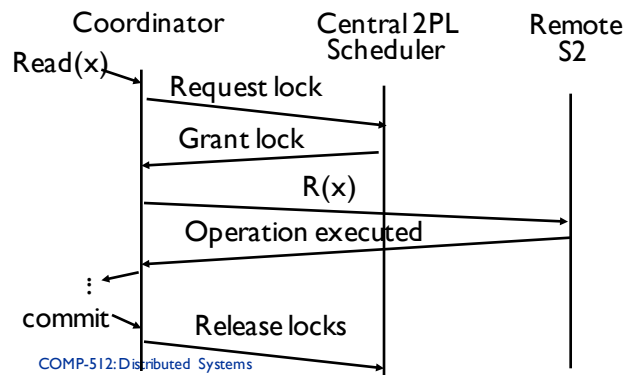 Coordinator
Central 2PL
Scheduler
Remote
S2
Read(x)
Request lock
Grant lock
R(x)
Operation executed
⋮
commit
Release locks
COMP-512: Distributed Systems